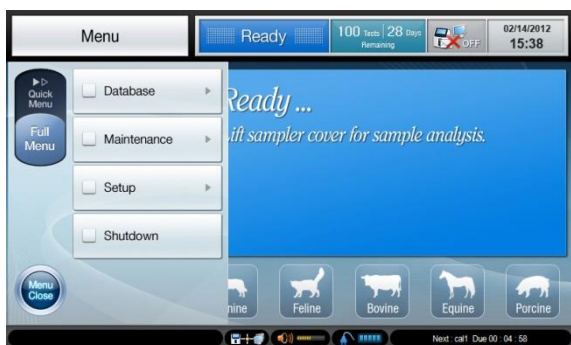 Menu
Ready
100 Tests 28 Days
Remaining
OFF
02/14/2012
15:38
Quick
Menu
Full
Menu
Database
Maintenance
Setup
Shutdown
Menu
Close
Ready ...
ift sampler cover for sample analysis.
nine
Feline
Bovine
Equine
Porcine
Next : cal1 Due 00 : 04 : 58